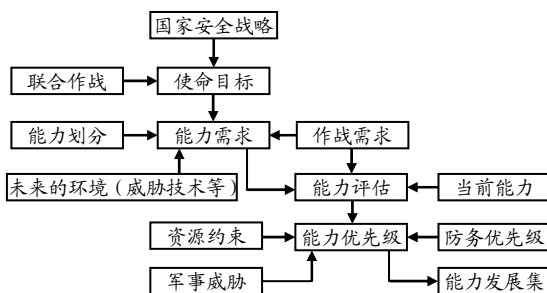 国家安全战略
联合作战
使命目标
能力划分
能力需求
作战需求
未来的环境(威胁技术等)
能力评估
当前能力
资源约束
能力优先级
防务优先级
军事威胁
能力发展集